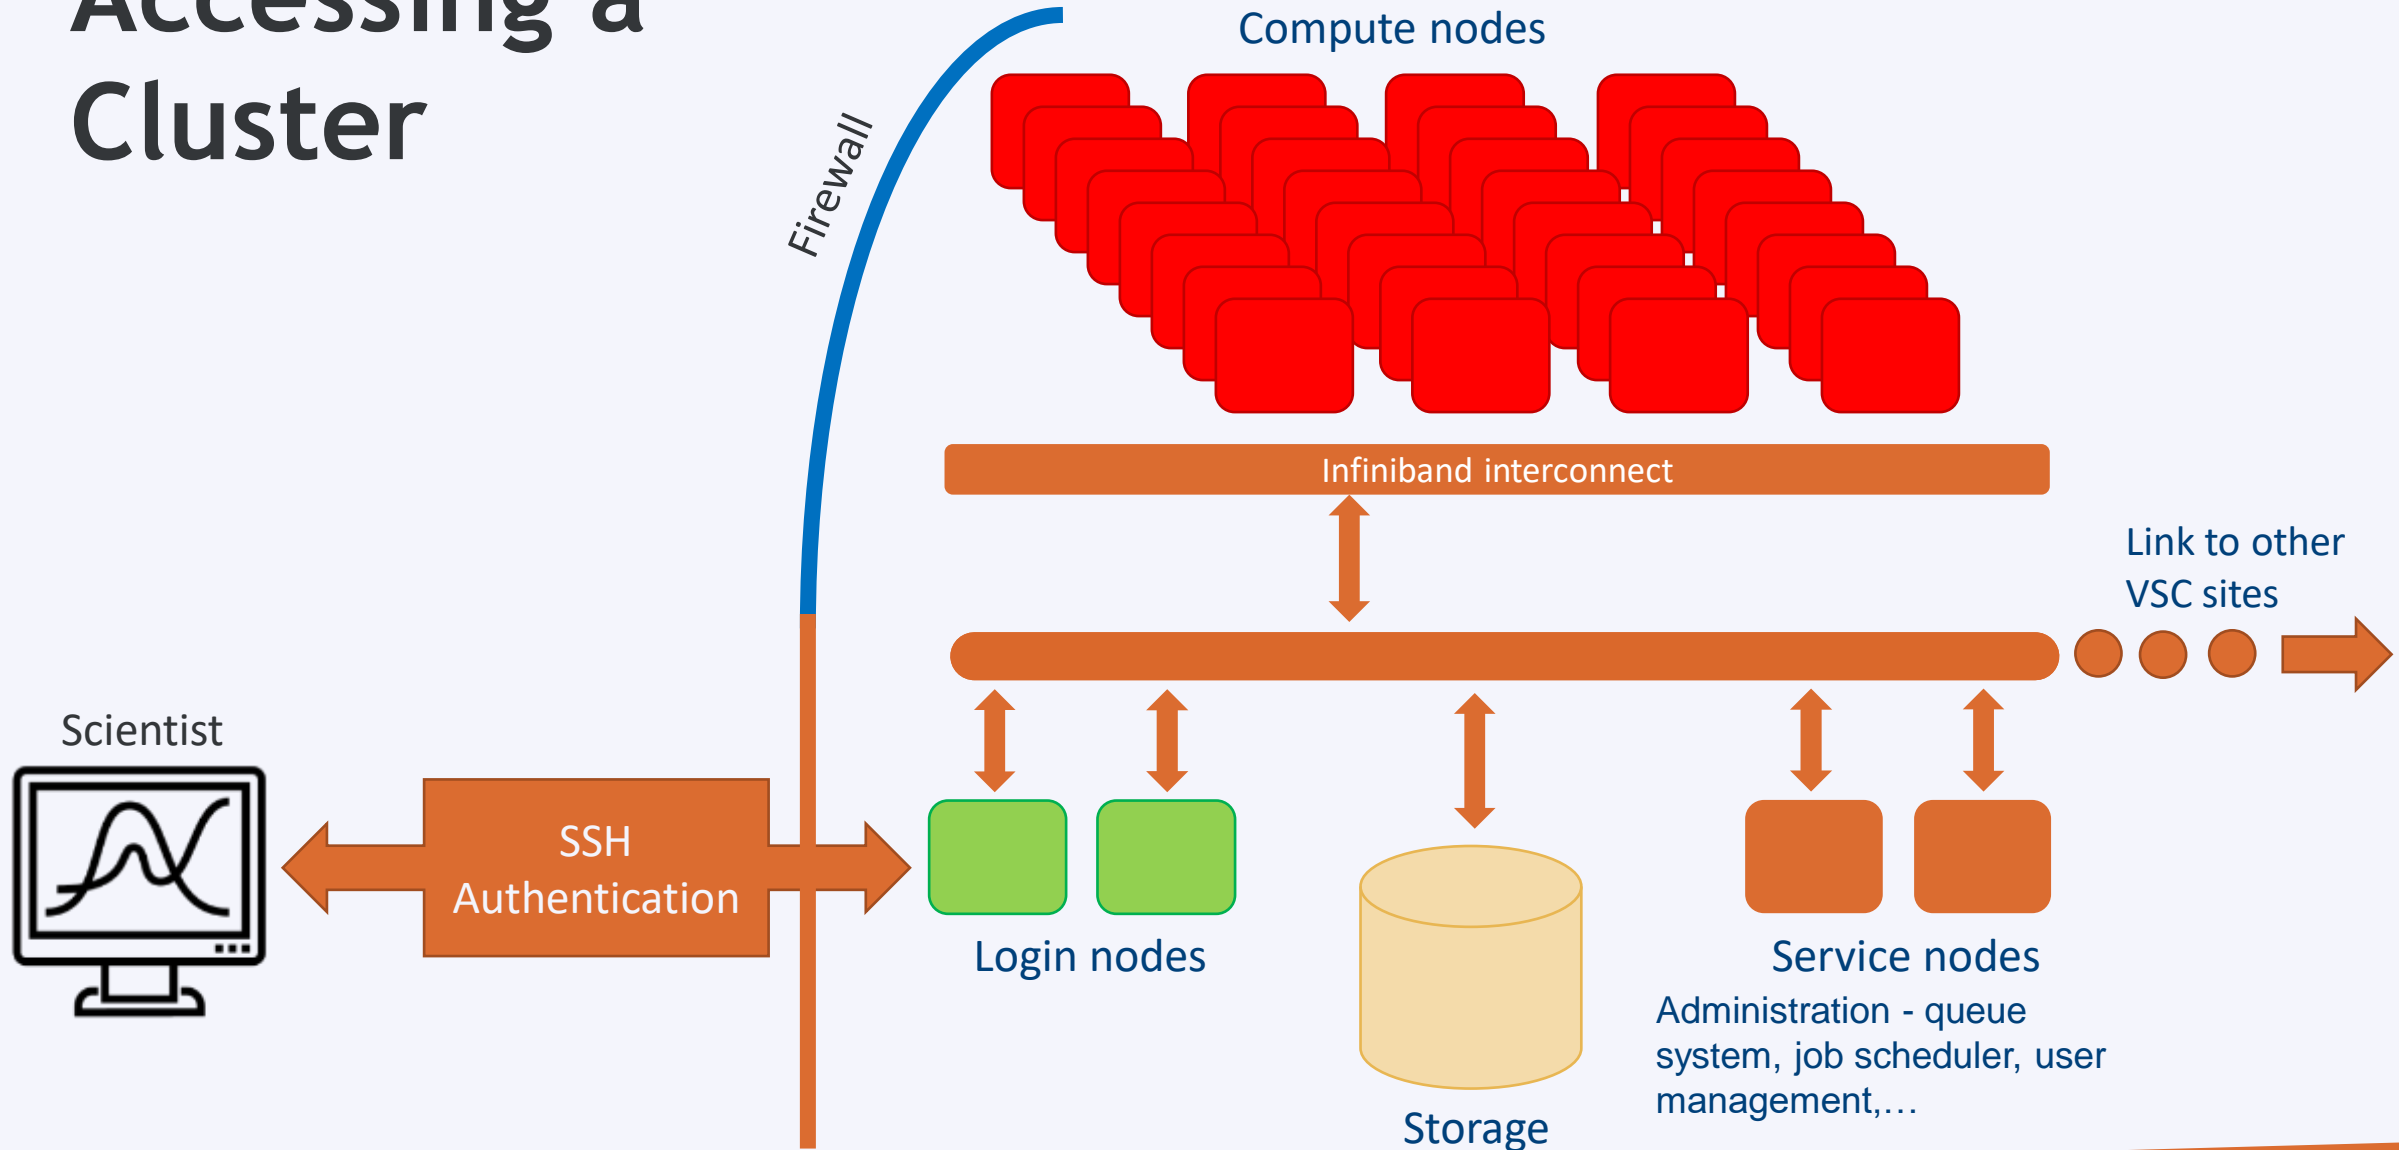 Accessing a
Cluster
Compute nodes
Firewall
Infiniband interconnect
Link to other
VSC sites
Scientist
SSH
Authentication
Login nodes
Service nodes
Administration - queue
system, job scheduler, user
management,…
Storage